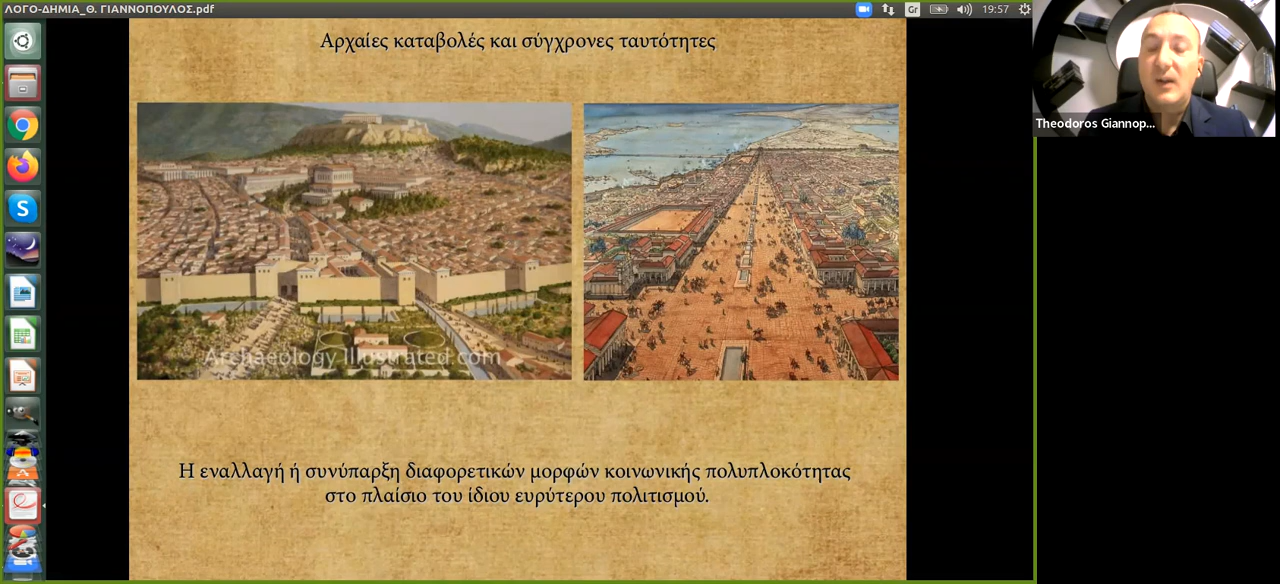 ΛΟΓΟ-ΔΗΜΙΑ_Θ. ΓΙΑΝΝΟΠΟΥΛΟΣ.pdf
Gr
19:57
Αρχαίες καταβολές και σύγχρονες ταυτότητες
Theodoros Giannop...
Archaeology Illustrated.com
Η εναλλαγή ή συνύπαρξη διαφορετικών μορφών κοινωνικής πολυπλοκότητας
στο πλαίσιο του ίδιου ευρύτερου πολιτισμού.